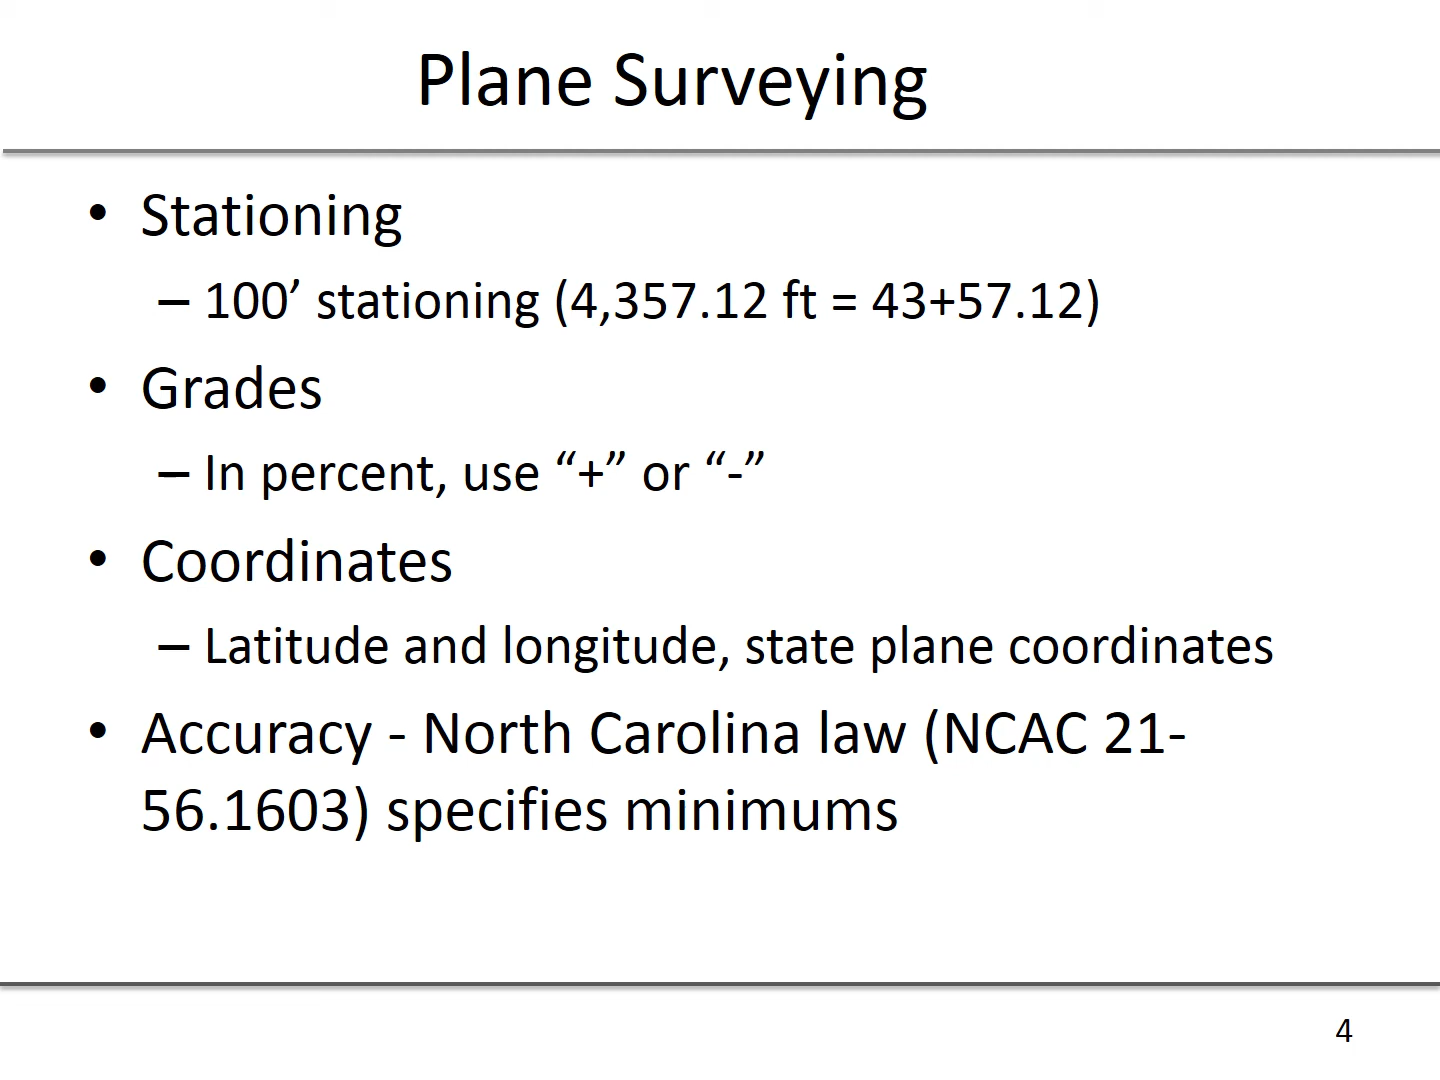 Plane Surveying
• Stationing
– 100’ stationing (4,357.12 ft = 43+57.12)
• Grades
– In percent, use “+” or “-”
• Coordinates
– Latitude and longitude, state plane coordinates
• Accuracy - North Carolina law (NCAC 21-
56.1603) specifies minimums
4